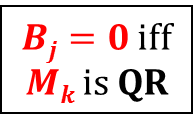 B_j = 0 iff
M_k is QR